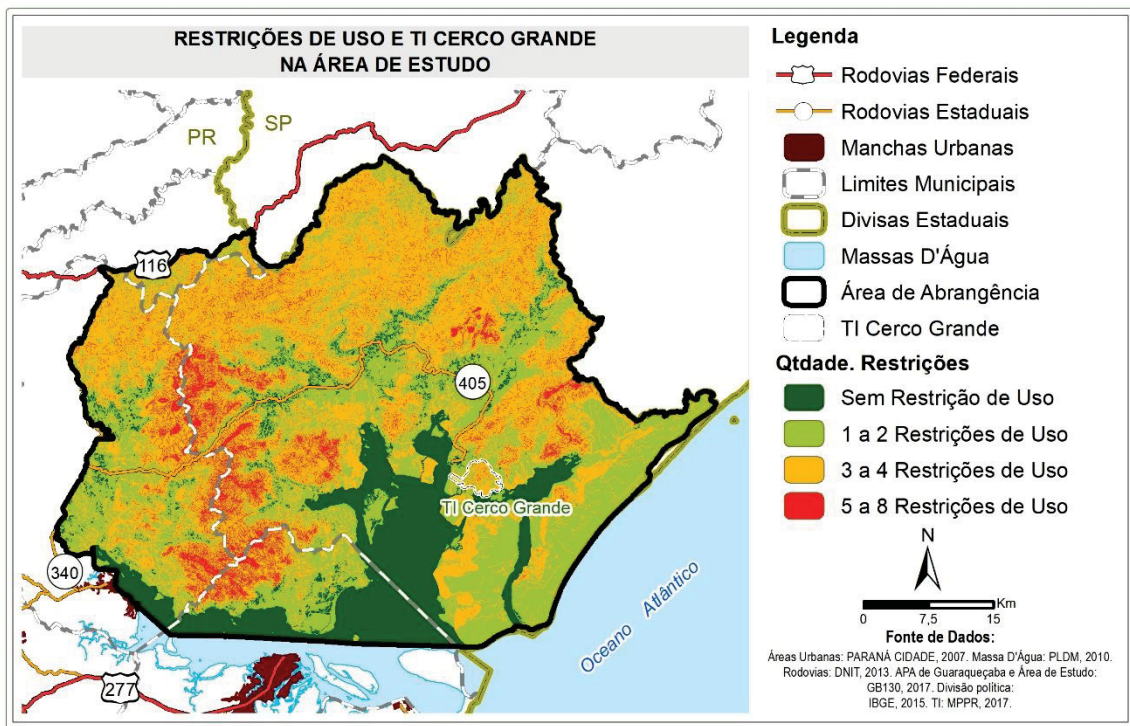 RESTRIÇÕES DE USO E TI CERCO GRANDE
NA ÁREA DE ESTUDO
PR
SP
116
405
TI Cerco Grande
340
277
Oceano Atlântico
Legenda
Rodovias Federais
Rodovias Estaduais
Manchas Urbanas
Limites Municipais
Divisas Estaduais
Massas D'Água
Área de Abrangência
TI Cerco Grande
Qtdade. Restrições
Sem Restrição de Uso
1 a 2 Restrições de Uso
3 a 4 Restrições de Uso
5 a 8 Restrições de Uso
N
Km
0 7,5 15
Fonte de Dados:
Áreas Urbanas: PARANÁ CIDADE, 2007. Massa D'Água: PLDM, 2010.
Rodovias: DNIT, 2013. APA de Guaraqueçaba e Área de Estudo:
GB130, 2017. Divisão política:
IBGE, 2015. TI: MPPR, 2017.